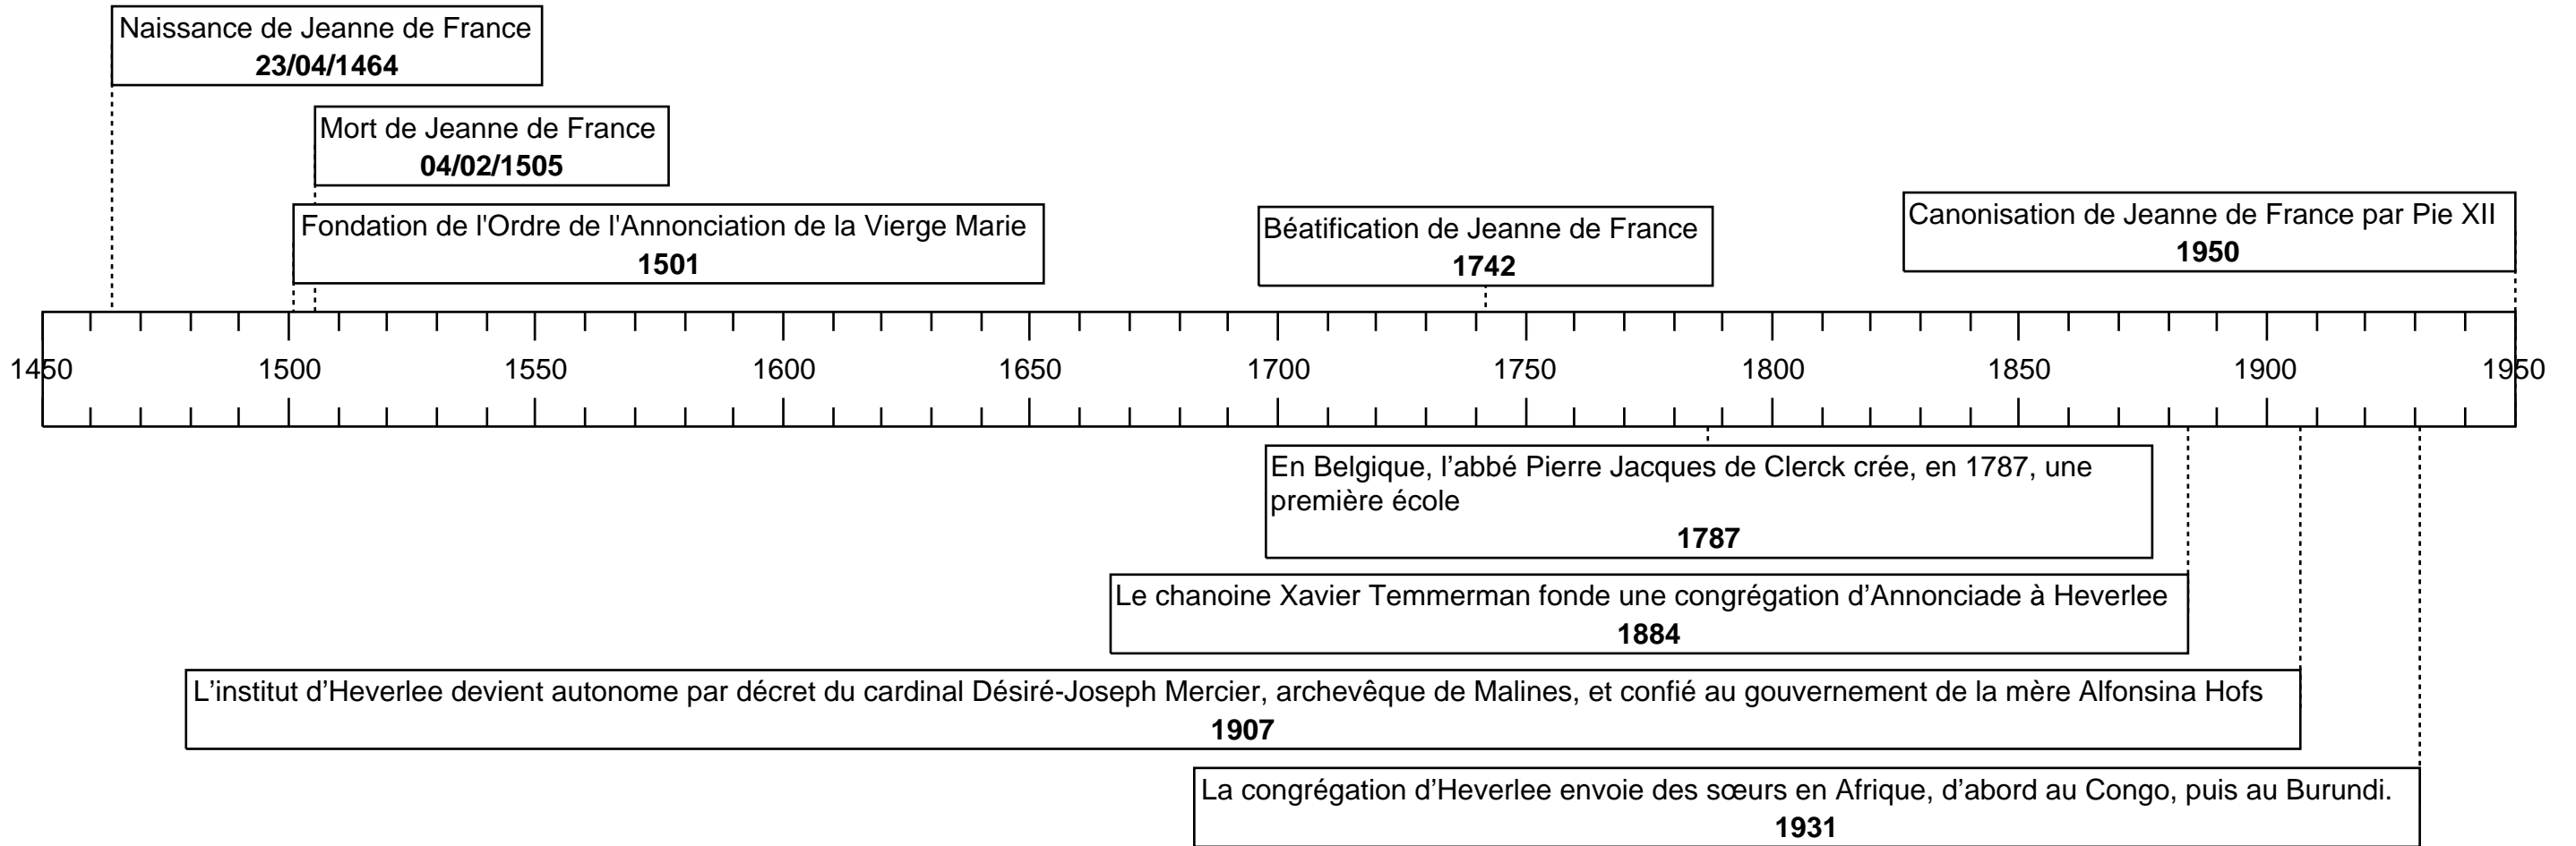 Naissance de Jeanne de France
23/04/1464
Mort de Jeanne de France
04/02/1505
Fondation de l'Ordre de l'Annonciation de la Vierge Marie
1501
Béatification de Jeanne de France
1742
Canonisation de Jeanne de France par Pie XII
1950
1450 1500 1550 1600 1650 1700 1750 1800 1850 1900 1950
En Belgique, l’abbé Pierre Jacques de Clerck crée, en 1787, une
première école
1787
Le chanoine Xavier Temmerman fonde une congrégation d’Annonciade à Heverlee
1884
L’institut d’Heverlee devient autonome par décret du cardinal Désiré-Joseph Mercier, archevêque de Malines, et confié au gouvernement de la mère Alfonsina Hofs
1907
La congrégation d’Heverlee envoie des sœurs en Afrique, d’abord au Congo, puis au Burundi.
1931